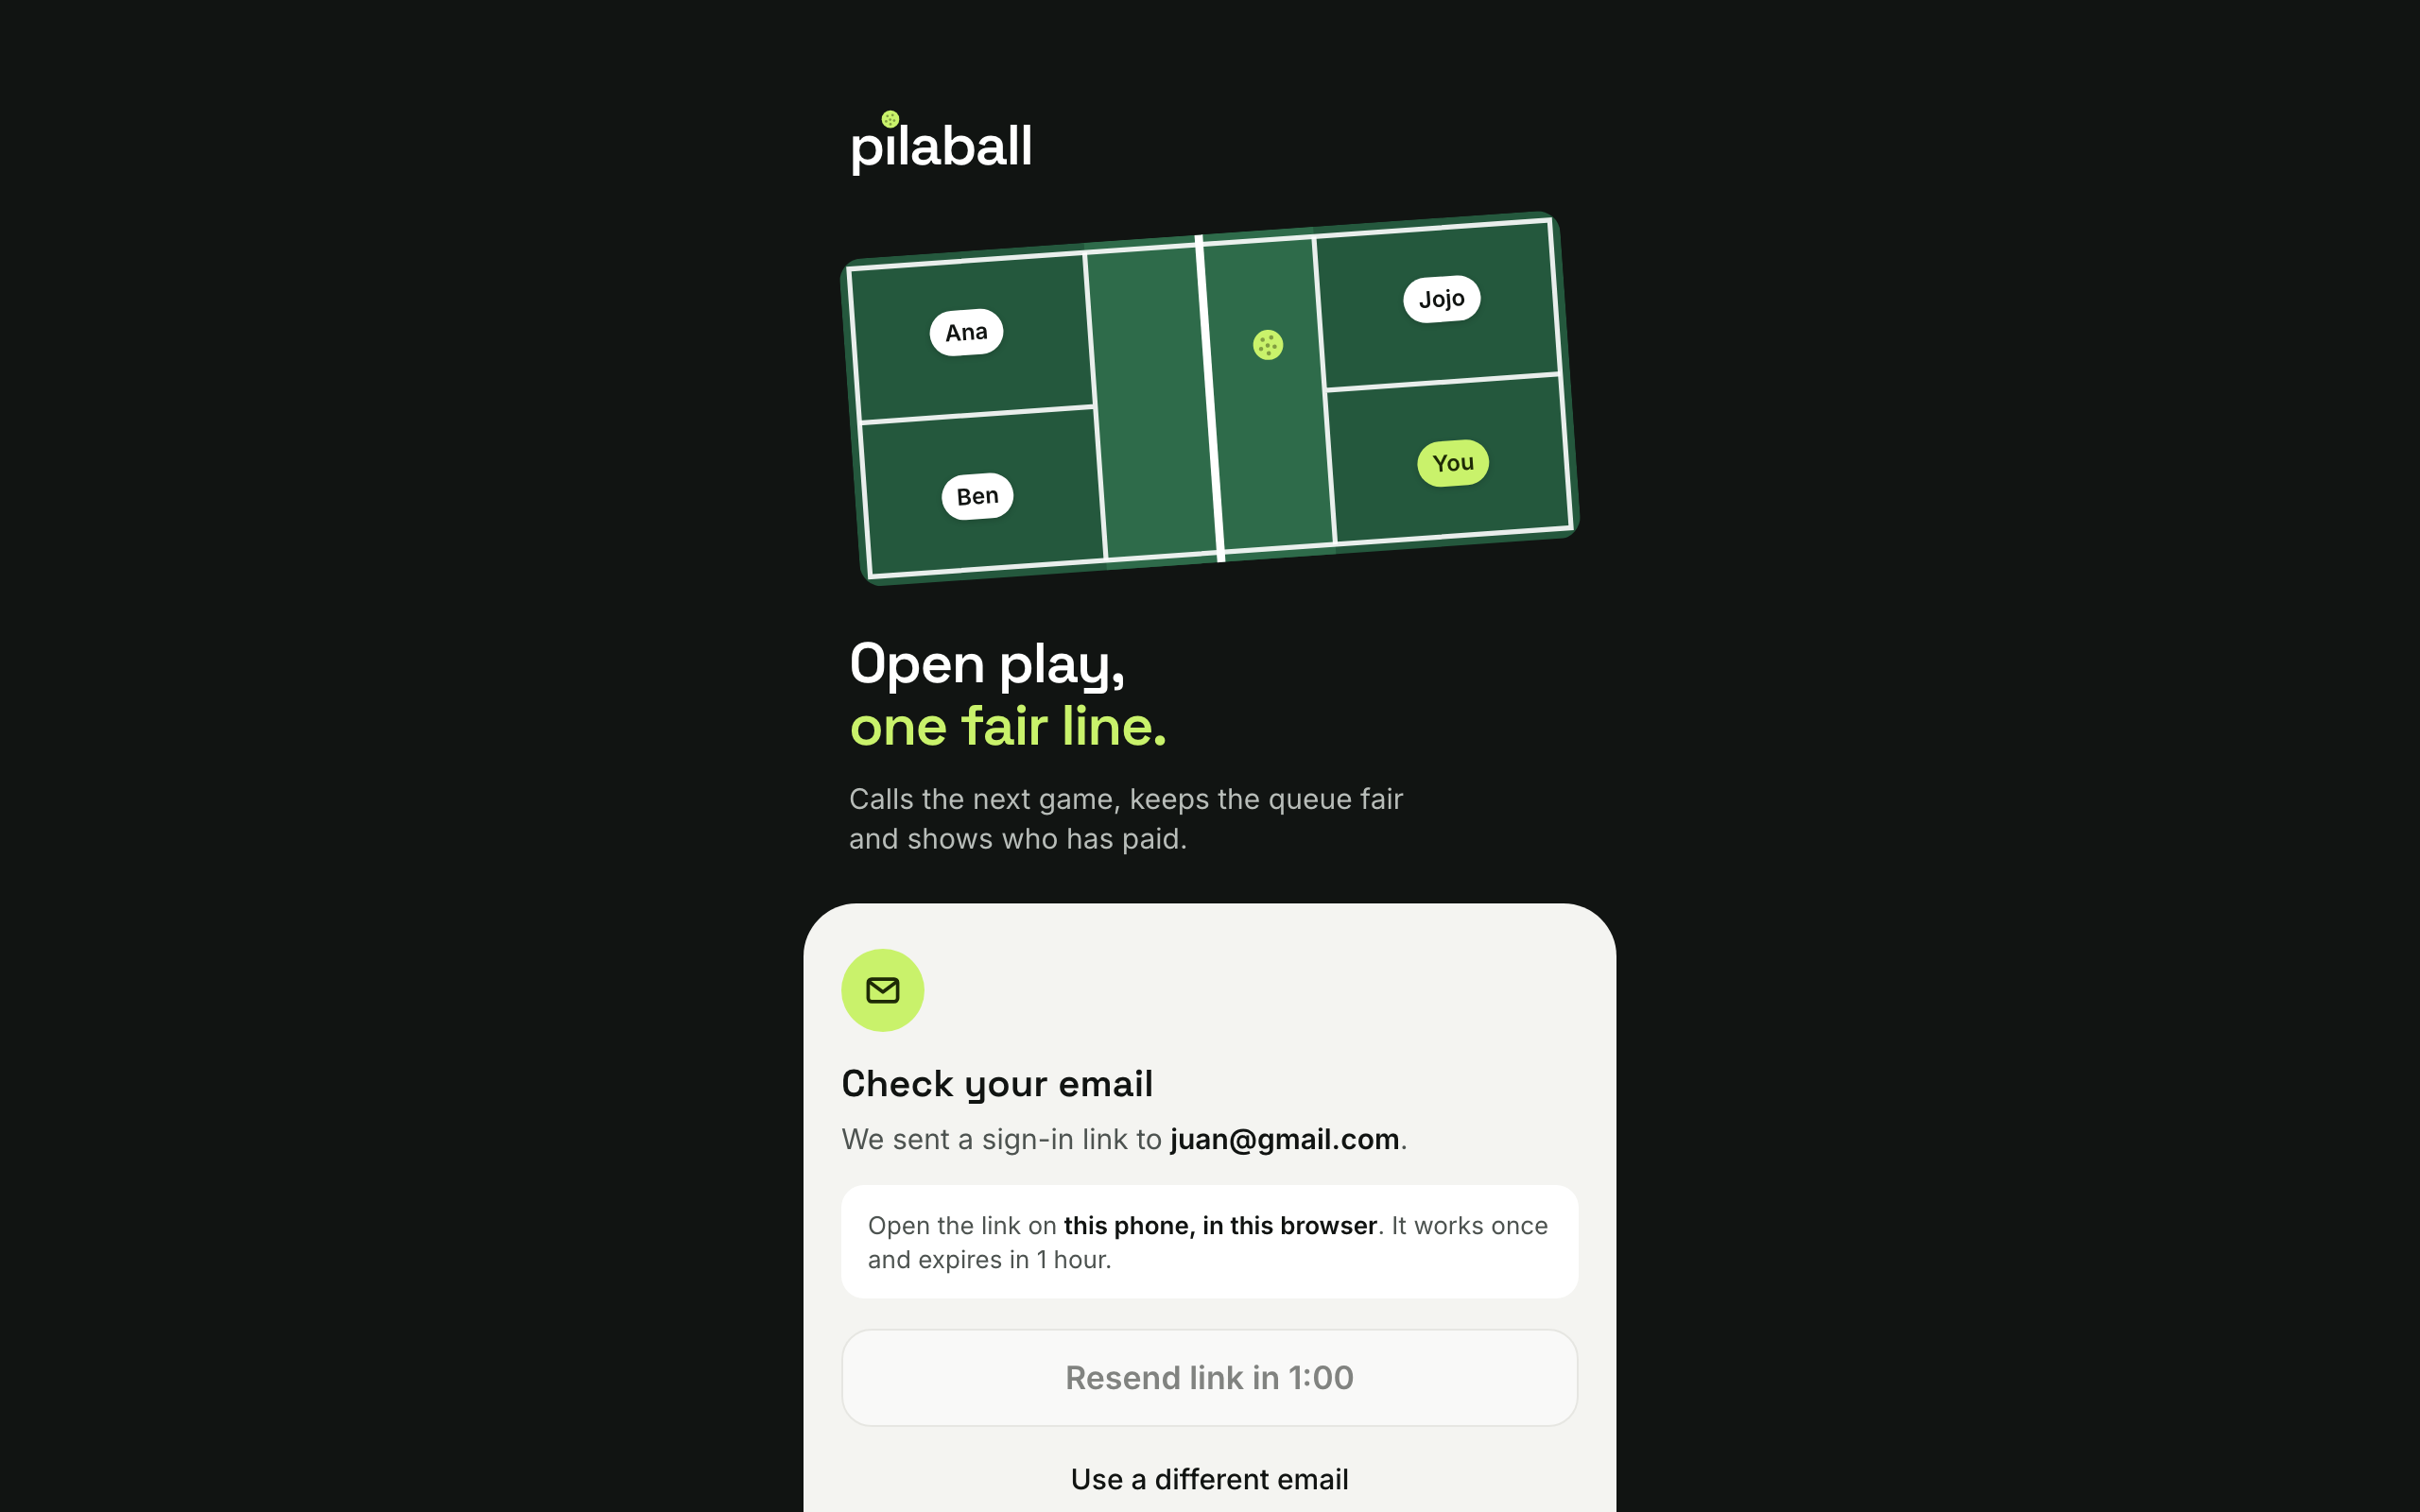 pilaball
Ana
Jojo
Ben
You
Open play,
one fair line.
Calls the next game, keeps the queue fair
and shows who has paid.
Check your email
We sent a sign-in link to juan@gmail.com.
Open the link on this phone, in this browser. It works once
and expires in 1 hour.
Resend link in 1:00
Use a different email